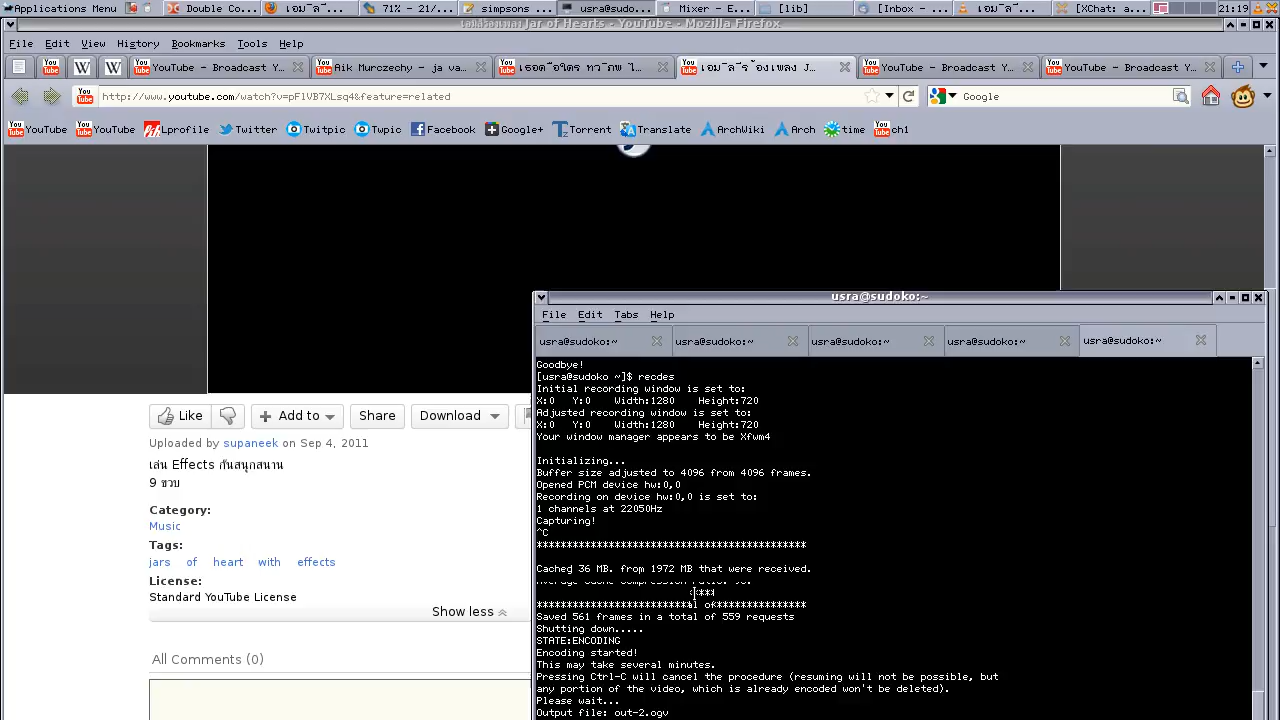 Applications Menu
Double Co...
71% - 21/...
simpsons ...
usra@sudo...
Mixer - E...
[lib]
(1) - Inbox...
[XChat: a...
21:19
Jar of Hearts - YouTube - Mozilla Firefox
File Edit View History Bookmarks Tools Help
YouTube - Broadcast Y...
Aik Murczechy - ja va...
YouTube - Broadcast Y...
YouTube - Broadcast Y...
http://www.youtube.com/watch?v=pFlVB7XLsq4&feature=related
Google
YouTube YouTube Lprofile Twitter Twitpic Tvpic Facebook Google+ Torrent Translate ArchWiki Arch time ch1
usra@sudoko:~
File Edit Tabs Help
usra@sudoko:~ usra@sudoko:~ usra@sudoko:~ usra@sudoko:~ usra@sudoko:~
Goodbye!
[usra@sudoko ~]$ recdes
Initial recording window is set to:
X:0 Y:0 Width:1280 Height:720
Adjusted recording window is set to:
X:0 Y:0 Width:1280 Height:720
Your window manager appears to be Xfwm4
Initializing...
Buffer size adjusted to 4096 from 4096 frames.
Opened PCM device hw:0,0
Recording on device hw:0,0 is set to:
1 channels at 22050Hz
Capturing!
^C
*********************************************
Cached 36 MB. from 1972 MB that were received.
Saved 561 frames in a total of 559 requests
Shutting down.....
STATE:ENCODING
Encoding started!
This may take several minutes.
Pressing Ctrl-C will cancel the procedure (resuming will not be possible, but
any portion of the video, which is already encoded won't be deleted).
Please wait...
Output file: out-2.ogv
Like Add to Share Download
Uploaded by supaneek on Sep 4, 2011
เล่น Effects กันสนุกสนาน
9 ขวบ
Category:
Music
Tags:
jars of heart with effects
License:
Standard YouTube License
Show less
All Comments (0)